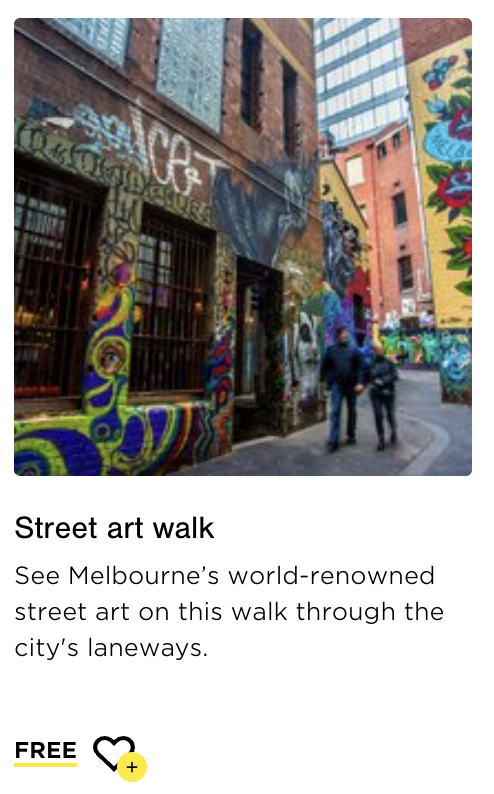 Street art walk
See Melbourne’s world-renowned
street art on this walk through the
city's laneways.
FREE
+